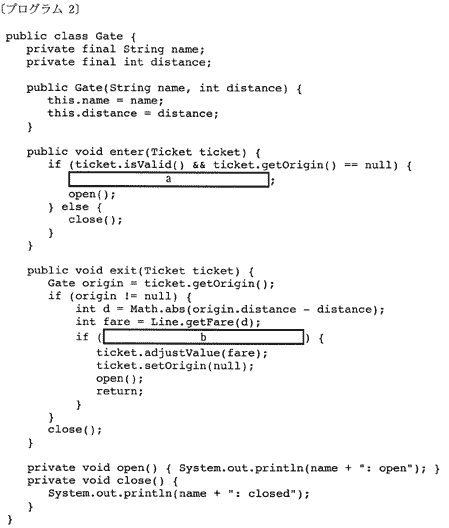 〔プログラム 2〕
public class Gate {
    private final String name;
    private final int distance;

    public Gate(String name, int distance) {
        this.name = name;
        this.distance = distance;
    }

    public void enter(Ticket ticket) {
        if (ticket.isValid() && ticket.getOrigin() == null) {
            a ;
            open();
        } else {
            close();
        }
    }

    public void exit(Ticket ticket) {
        Gate origin = ticket.getOrigin();
        if (origin != null) {
            int d = Math.abs(origin.distance - distance);
            int fare = Line.getFare(d);
            if ( b ) {
                ticket.adjustValue(fare);
                ticket.setOrigin(null);
                open();
                return;
            }
        }
        close();
    }

    private void open() { System.out.println(name + ": open"); }
    private void close() {
        System.out.println(name + ": closed");
    }
}